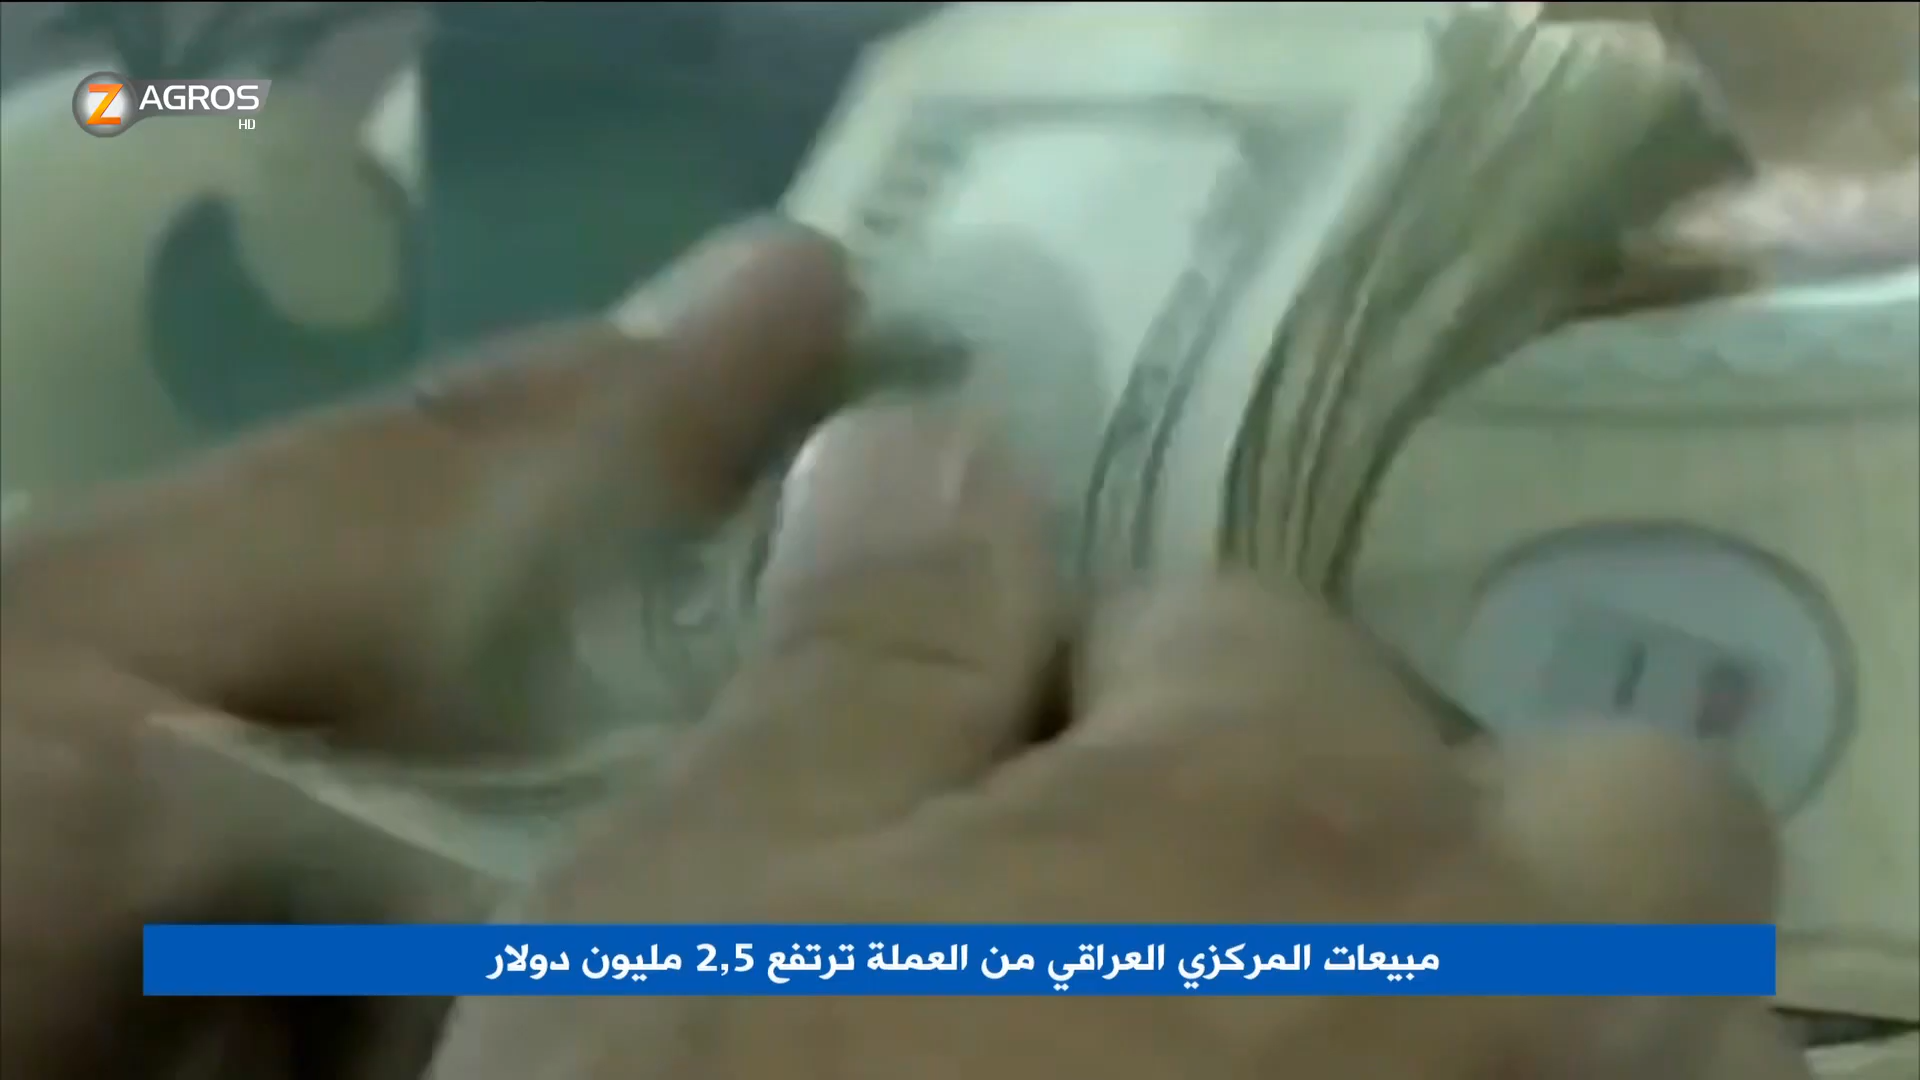 ZAGROS
HD
مبيعات المركزي العراقي من العملة ترتفع 2,5 مليون دولار